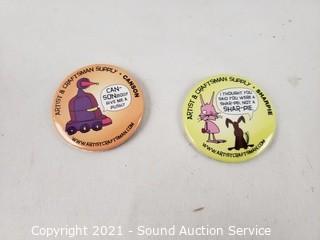 ARTIST & CRAFTSMAN SUPPLY • CANSON
CAN-
SONBODY
GIVE ME A
PUSH?
WWW.ARTISTCRAFTSMAN.COM
ARTIST & CRAFTSMAN SUPPLY • SHARPIE
I THOUGHT YOU
SAID YOU WERE A
SHAR-PEI, NOT A
SHAR-PIE.
WWW.ARTISTCRAFTSMAN.COM
Copyright 2021 - Sound Auction Service